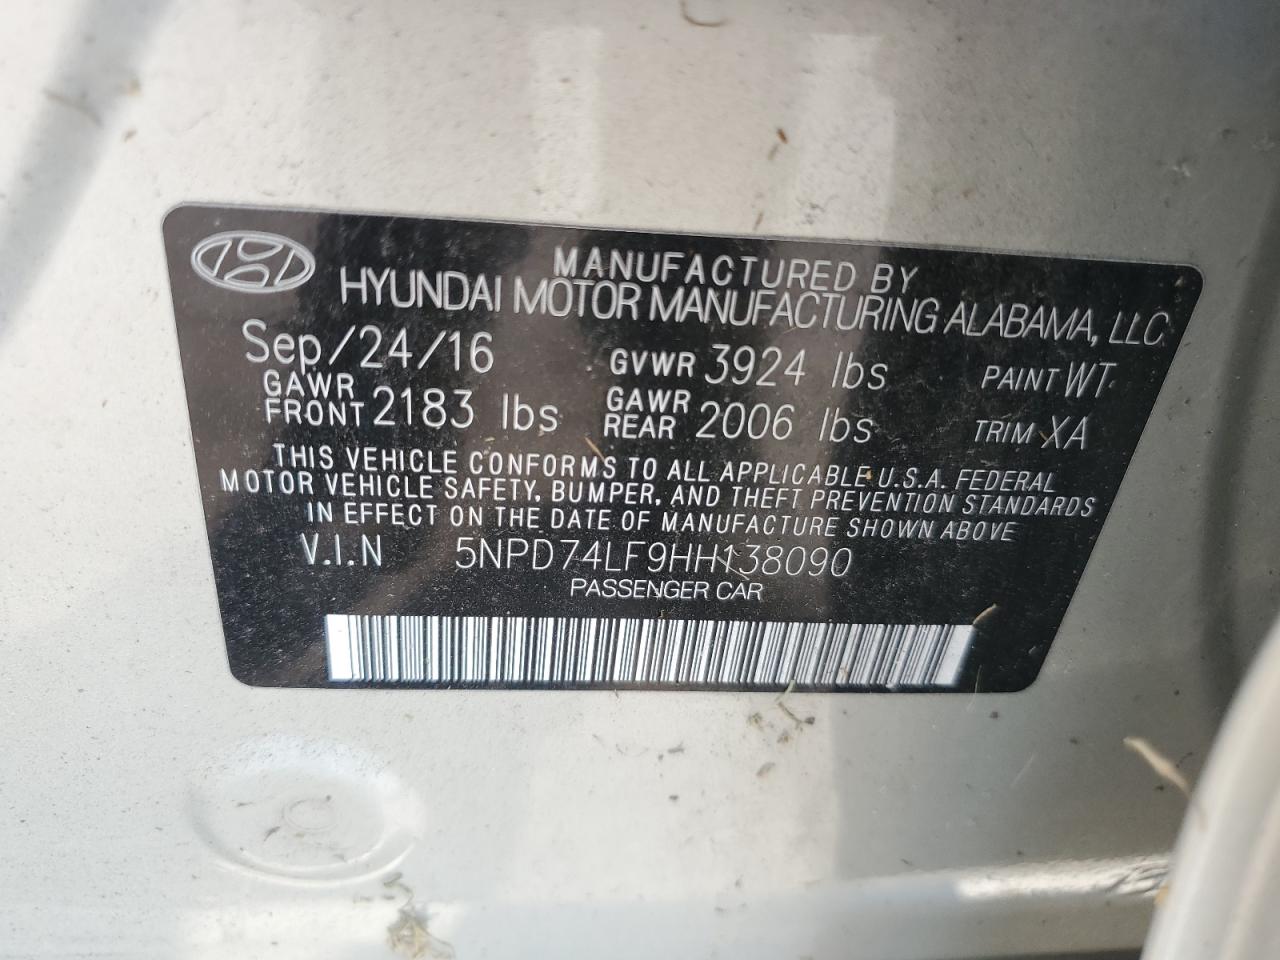 MANUFACTURED BY
HYUNDAI MOTOR MANUFACTURING ALABAMA, LLC
Sep/24/16 GVWR 3924 lbs PAINT WT
GAWR FRONT 2183 lbs GAWR REAR 2006 lbs TRIM XA
THIS VEHICLE CONFORMS TO ALL APPLICABLE U.S.A. FEDERAL
MOTOR VEHICLE SAFETY, BUMPER, AND THEFT PREVENTION STANDARDS
IN EFFECT ON THE DATE OF MANUFACTURE SHOWN ABOVE
V.I.N 5NPD74LF9HH138090
PASSENGER CAR